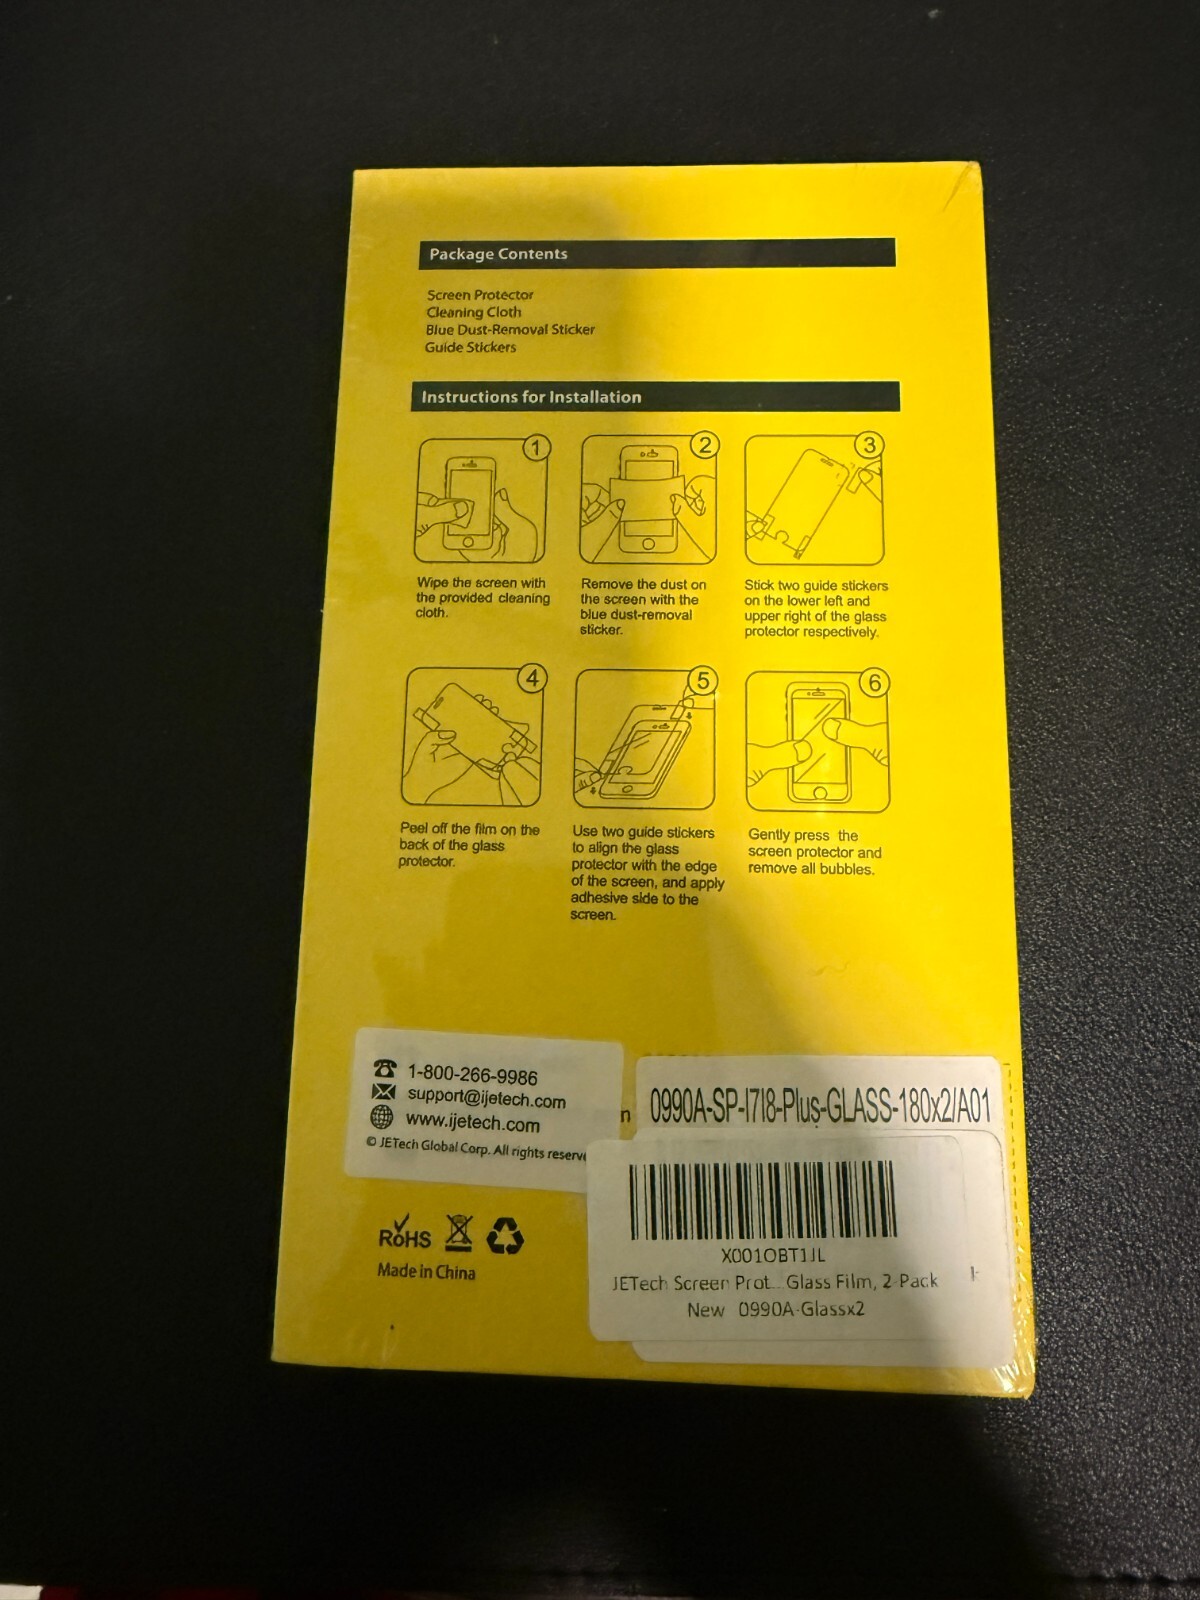 Package Contents
Screen Protector
Cleaning Cloth
Blue Dust-Removal Sticker
Guide Stickers
Instructions for Installation
1
Wipe the screen with
the provided cleaning
cloth.
2
Remove the dust on
the screen with the
blue dust-removal
sticker.
3
Stick two guide stickers
on the lower left and
upper right of the glass
protector respectively.
4
Peel off the film on the
back of the glass
protector.
5
Use two guide stickers
to align the glass
protector with the edge
of the screen, and apply
adhesive side to the
screen.
6
Gently press the
screen protector and
remove all bubbles.
1-800-266-9986
support@ijetech.com
www.ijetech.com
© JETech Global Corp. All rights reserve
n
0990A-SP-I7I8-Plus-GLASS-180x2/A01
X001OBT1JL
JETech Screen Prot... Glass Film, 2-Pack
New 0990A-Glassx2
RoHS
Made in China